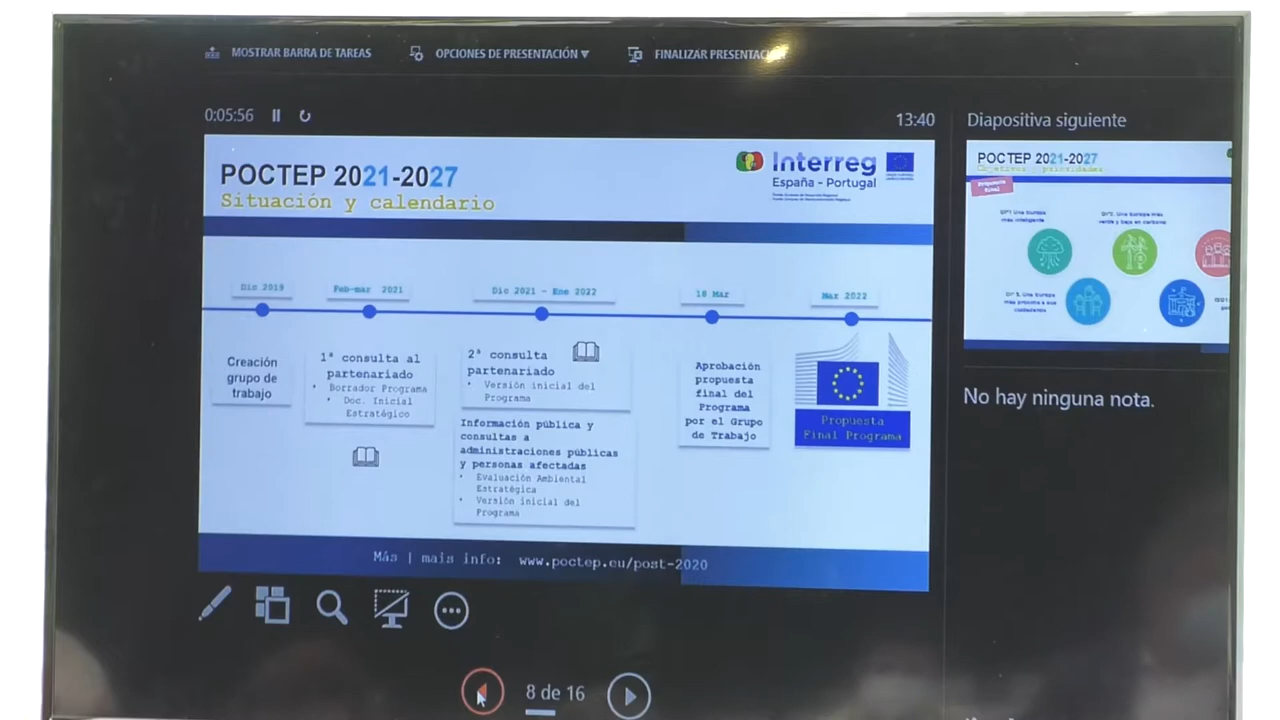 MOSTRAR BARRA DE TAREAS
OPCIONES DE PRESENTACIÓN
FINALIZAR PRESENTACIÓN
0:05:56
13:40
POCTEP 2021-2027
Situación y calendario
Interreg
España - Portugal
Dic 2019
Feb-mar 2021
Dic 2021 - Ene 2022
18 Mar
Mar 2022
Creación
grupo de
trabajo
1ª consulta al
partenariado
• Borrador Programa
• Doc. Inicial
Estratégico
2ª consulta
partenariado
• Versión inicial del
Programa
Información pública y
consultas a
administraciones públicas
y personas afectadas
• Evaluación Ambiental
Estratégica
• Versión inicial del
Programa
Aprobación
propuesta
final del
Programa
por el Grupo
de Trabajo
Propuesta
Final Programa
Más | mais info: www.poctep.eu/post-2020
8 de 16
Diapositiva siguiente
POCTEP 2021-2027
Propuesta
Final
No hay ninguna nota.